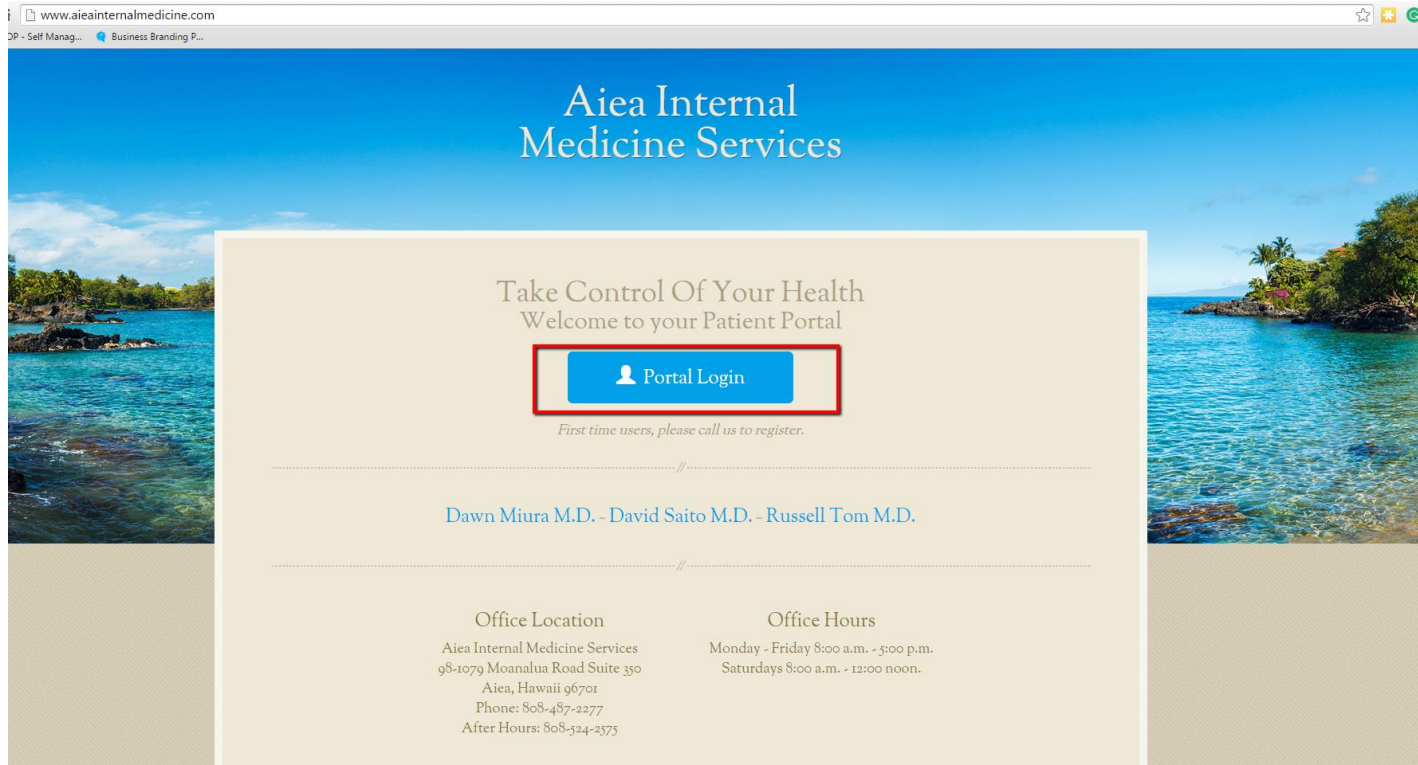 www.aieainternalmedicine.com
OP - Self Manag...
Business Branding P...
Aiea Internal
Medicine Services
Take Control Of Your Health
Welcome to your Patient Portal
Portal Login
First time users, please call us to register.
//
Dawn Miura M.D. - David Saito M.D. - Russell Tom M.D.
//
Office Location
Aiea Internal Medicine Services
98-1079 Moanalua Road Suite 350
Aiea, Hawaii 96701
Phone: 808-487-2277
After Hours: 808-524-2575
Office Hours
Monday - Friday 8:00 a.m. - 5:00 p.m.
Saturdays 8:00 a.m. - 12:00 noon.